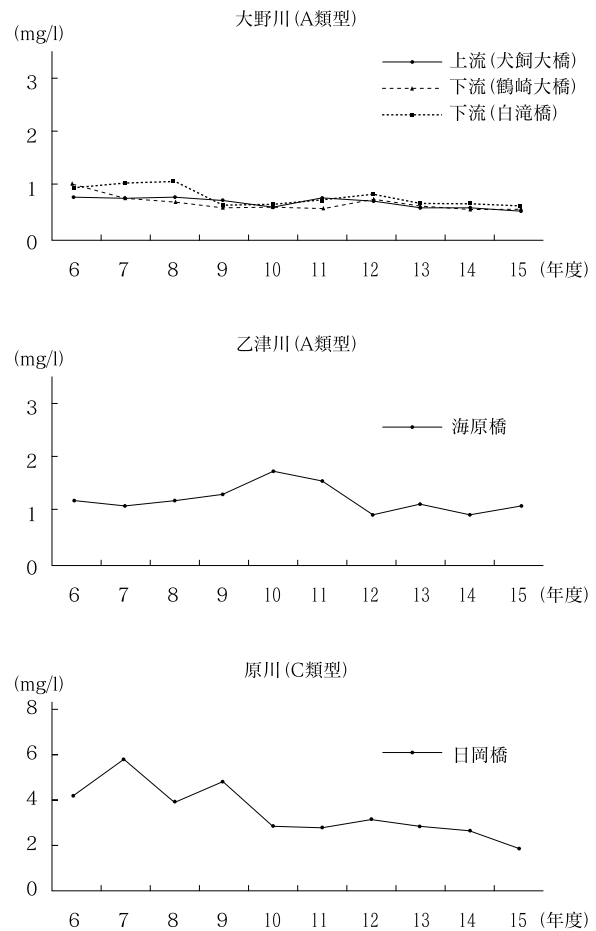 大野川(A類型)
(mg/l)
上流(犬飼大橋)
下流(鶴崎大橋)
下流(白滝橋)
3
2
1
0
6 7 8 9 10 11 12 13 14 15 (年度)
乙津川(A類型)
(mg/l)
海原橋
3
2
1
0
6 7 8 9 10 11 12 13 14 15 (年度)
原川(C類型)
(mg/l)
日岡橋
8
6
4
2
0
6 7 8 9 10 11 12 13 14 15 (年度)